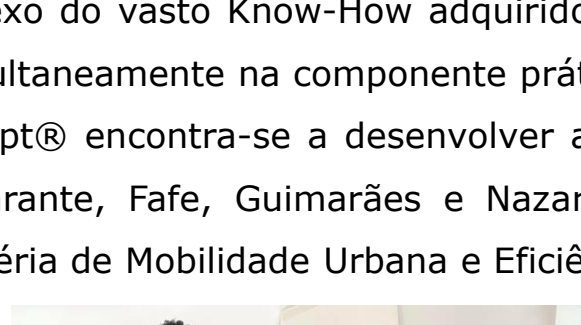 exo do vasto Know-How adquirido
ultaneamente na componente prát
pt® encontra-se a desenvolver a
arante, Fafe, Guimarães e Nazar
éria de Mobilidade Urbana e Eficiê